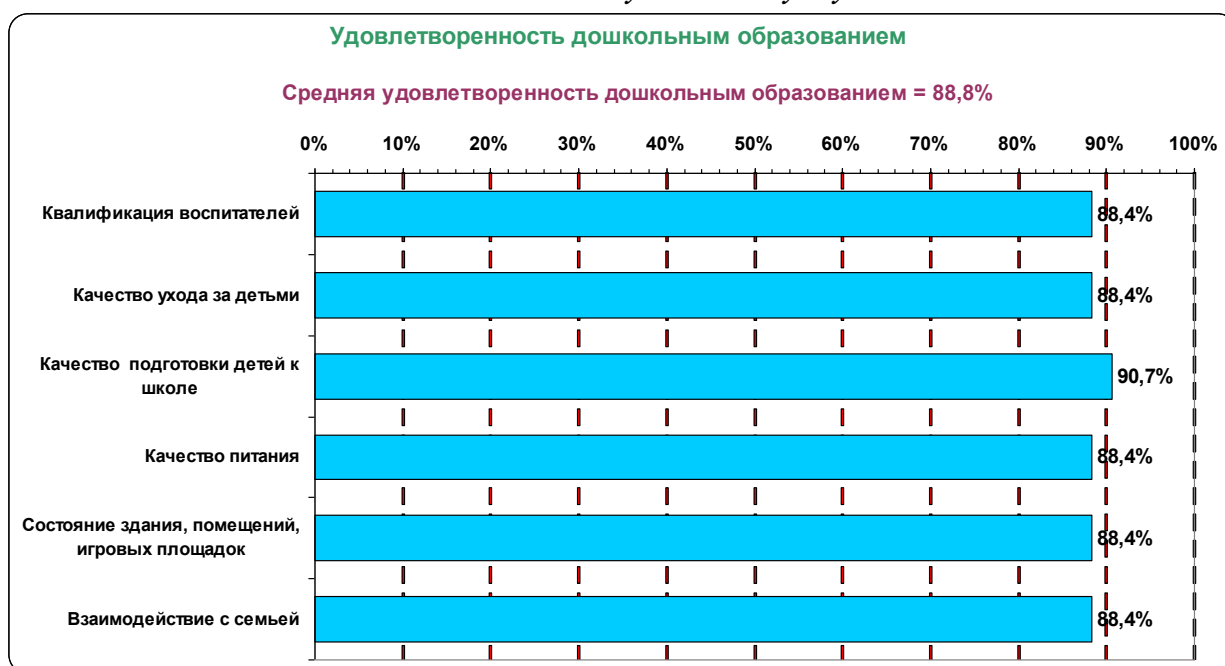 Удовлетворенность дошкольным образованием
Средняя удовлетворенность дошкольным образованием = 88,8%
0% 10% 20% 30% 40% 50% 60% 70% 80% 90% 100%
Квалификация воспитателей 88,4%
Качество ухода за детьми 88,4%
Качество подготовки детей к
школе 90,7%
Качество питания 88,4%
Состояние здания, помещений,
игровых площадок 88,4%
Взаимодействие с семьей 88,4%